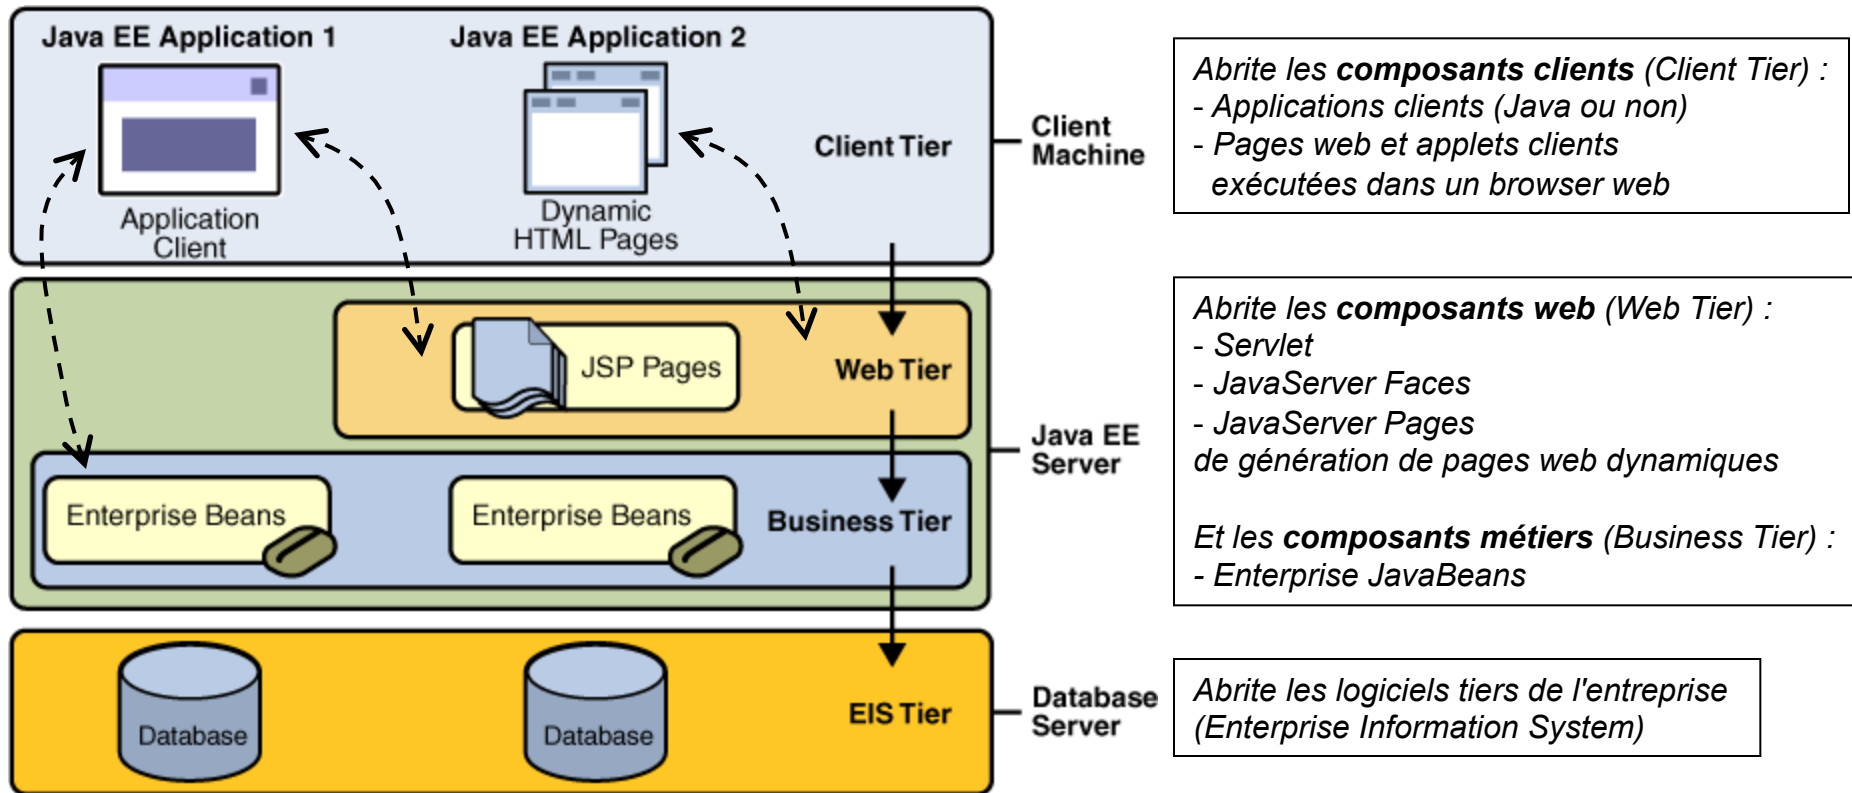 Java EE Application 1
Java EE Application 2
Application
Client
Dynamic
HTML Pages
Client Tier
Client
Machine
Abrite les composants clients (Client Tier) :
- Applications clients (Java ou non)
- Pages web et applets clients
exécutées dans un browser web
JSP Pages
Web Tier
Enterprise Beans
Enterprise Beans
Business Tier
Java EE
Server
Abrite les composants web (Web Tier) :
- Servlet
- JavaServer Faces
- JavaServer Pages
de génération de pages web dynamiques
Et les composants métiers (Business Tier) :
- Enterprise JavaBeans
Database
Database
EIS Tier
Database
Server
Abrite les logiciels tiers de l'entreprise
(Enterprise Information System)